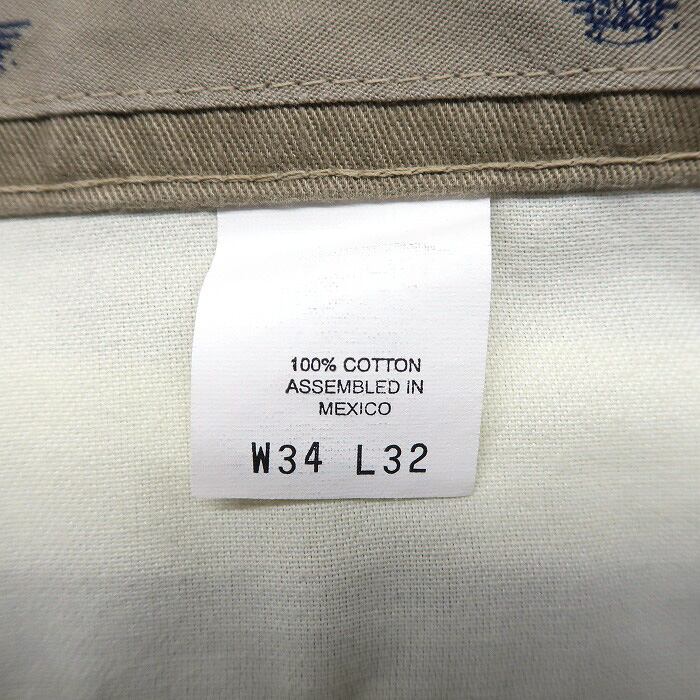 100% COTTON
ASSEMBLED IN
MEXICO
W34 L32